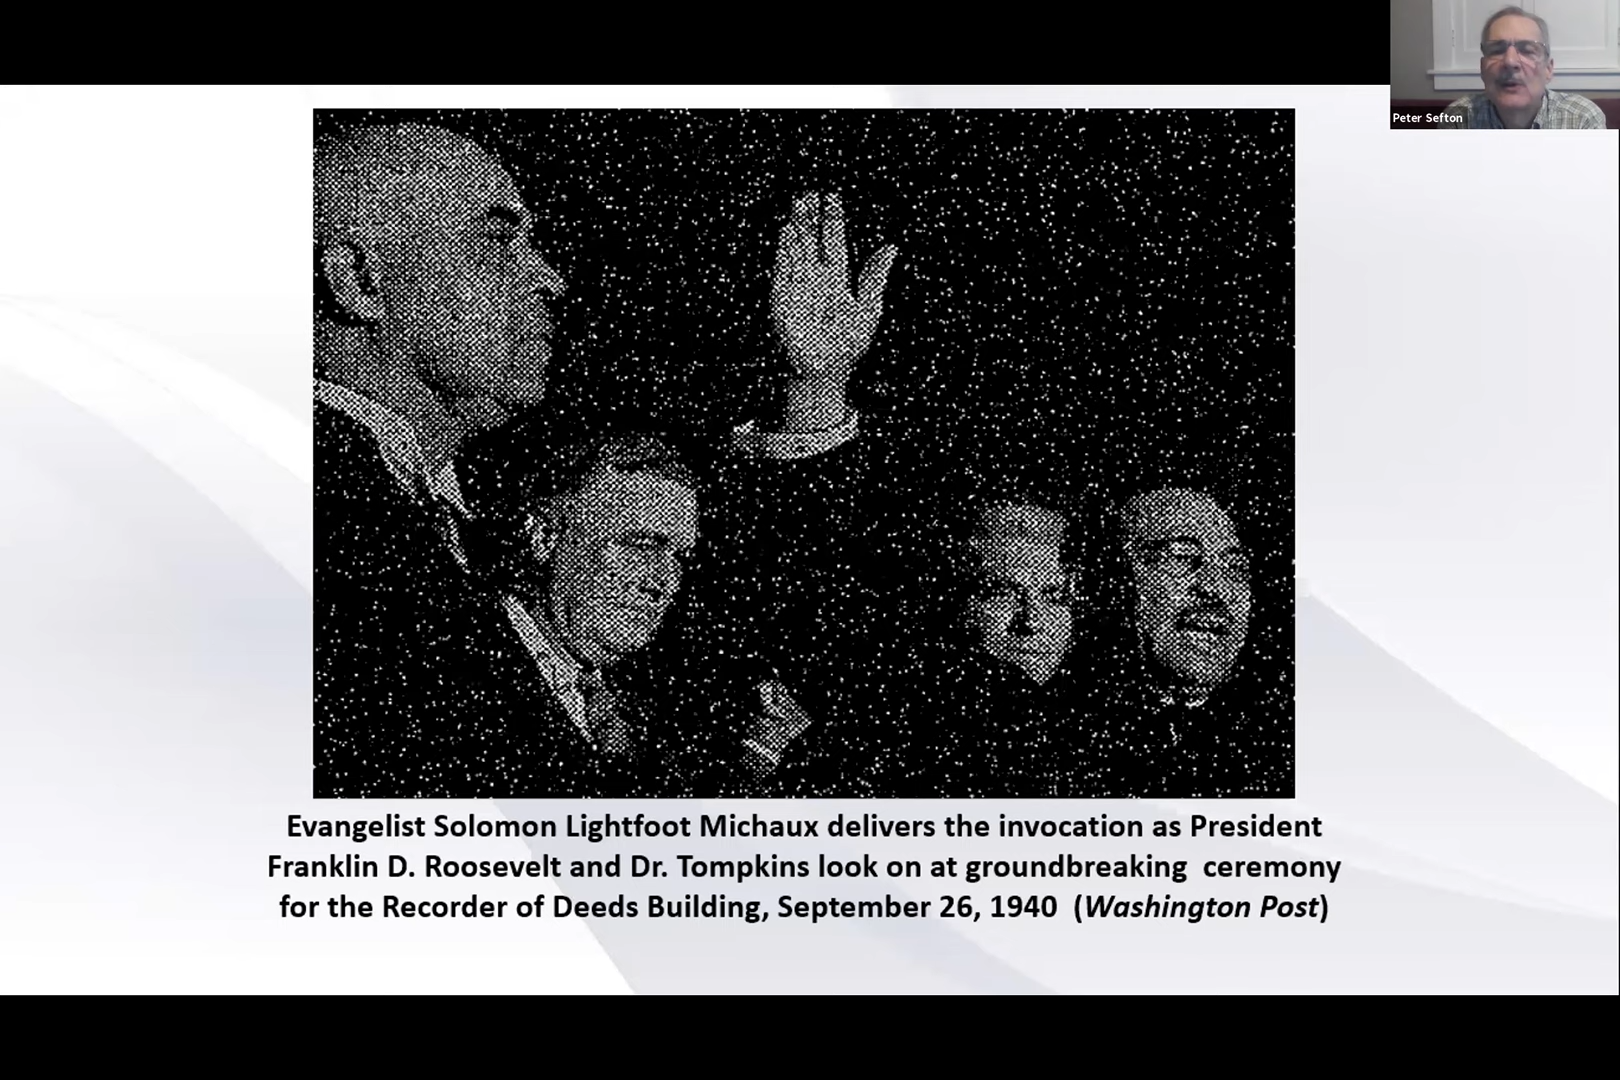 Peter Sefton
Evangelist Solomon Lightfoot Michaux delivers the invocation as President
Franklin D. Roosevelt and Dr. Tompkins look on at groundbreaking  ceremony
for the Recorder of Deeds Building, September 26, 1940  (Washington Post)